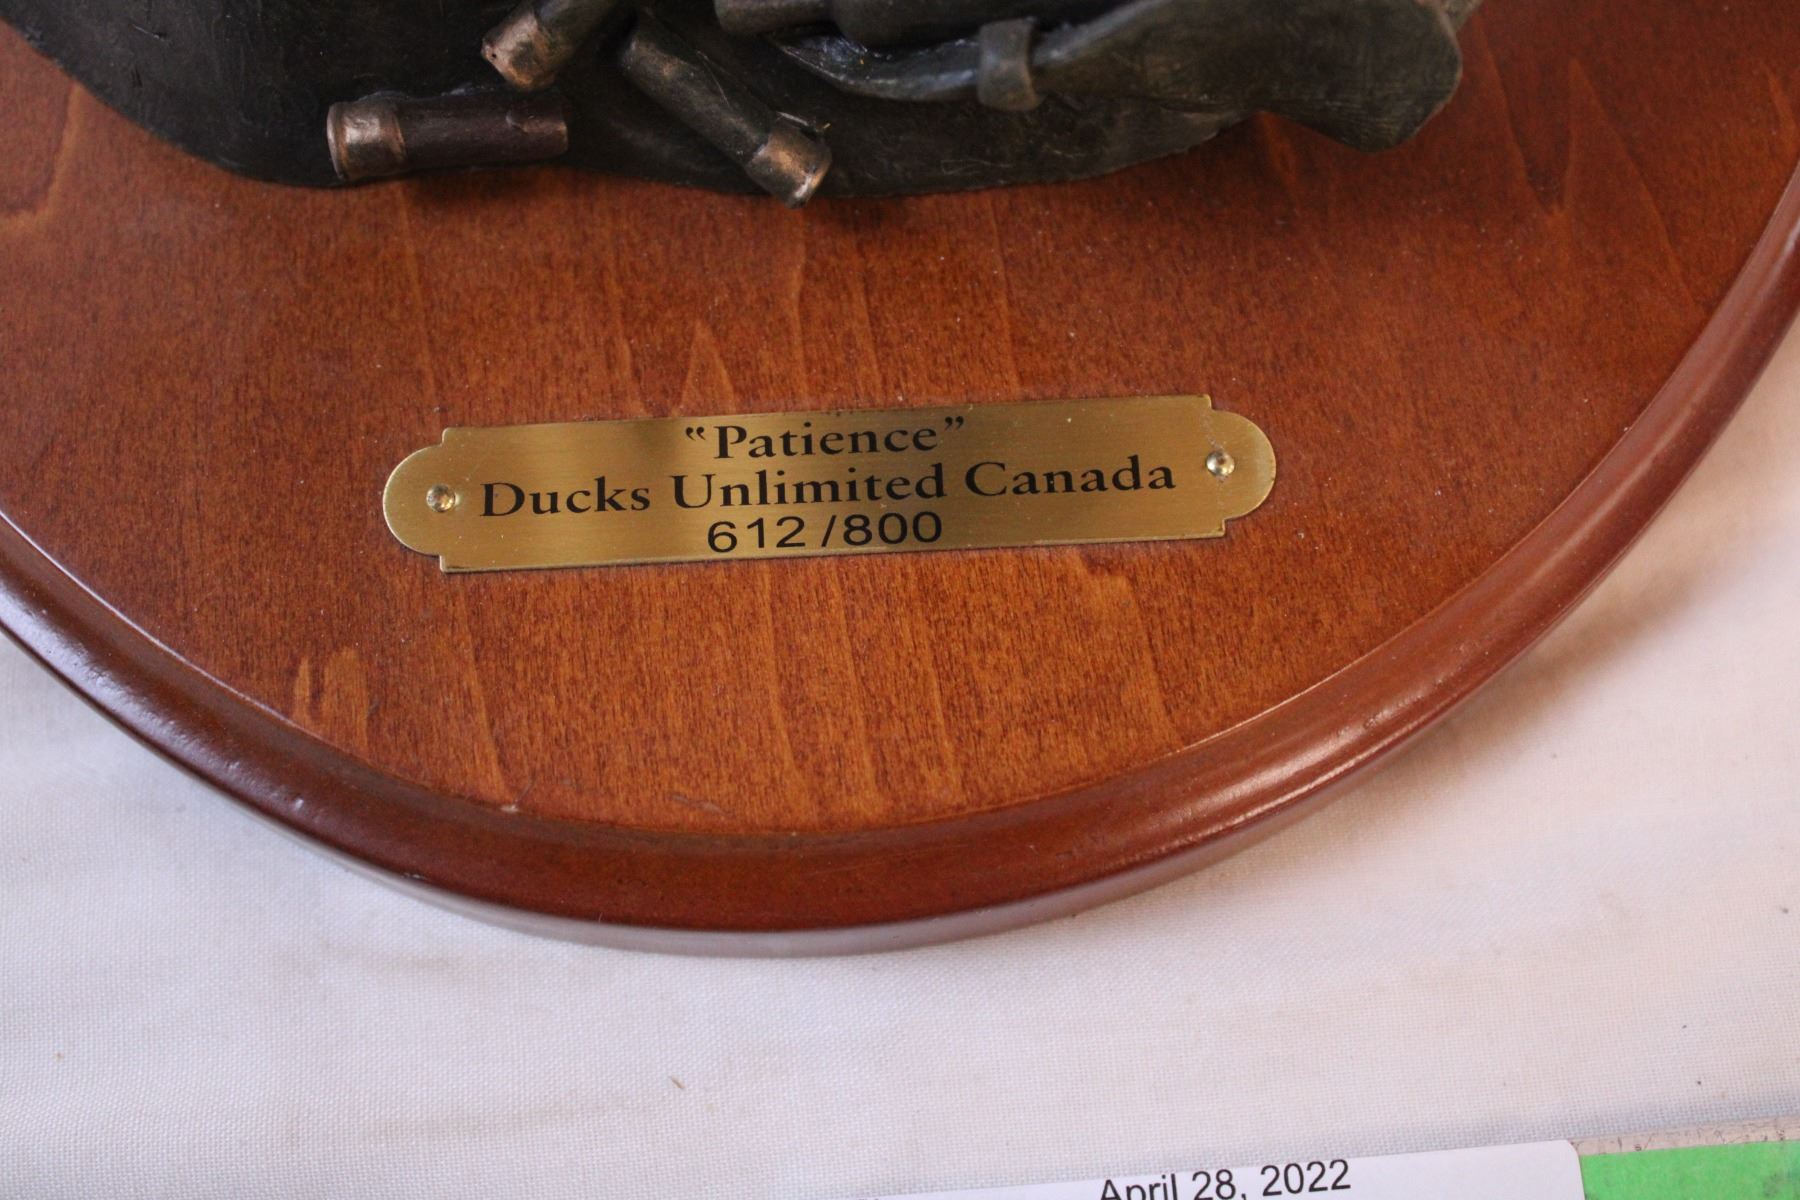 “Patience”
Ducks Unlimited Canada
612/800
April 28, 2022